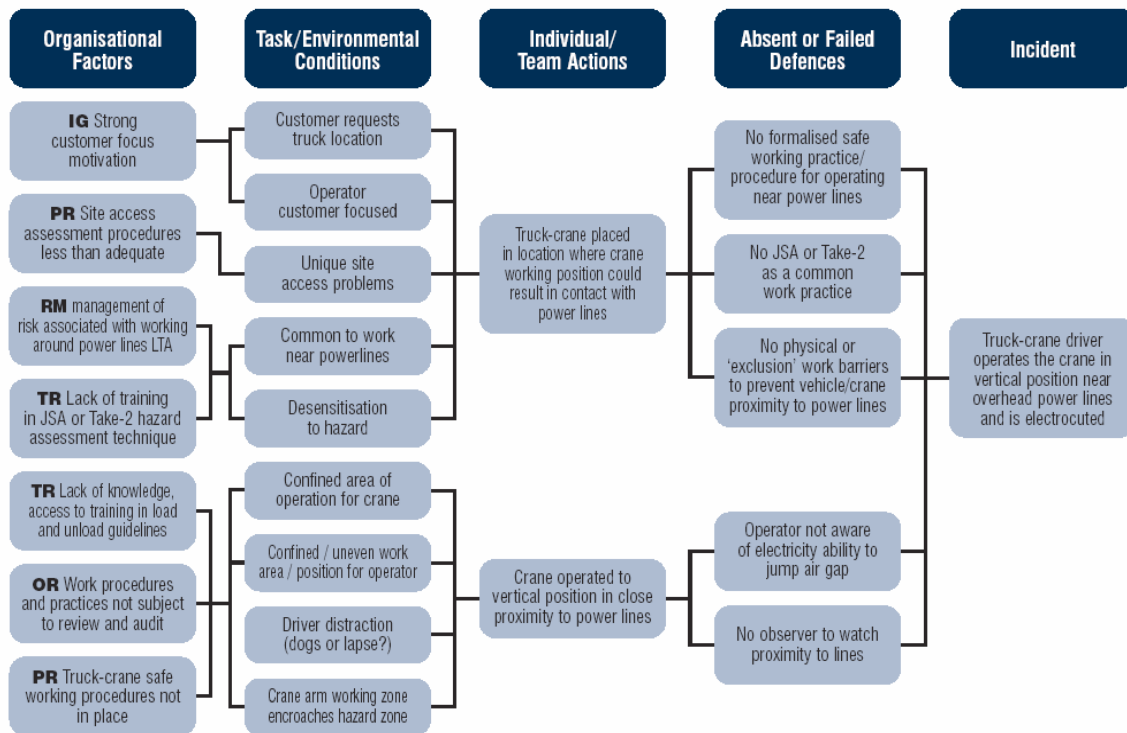 Organisational
Factors
Task/Environmental
Conditions
Individual/
Team Actions
Absent or Failed
Defences
Incident
IG Strong
customer focus
motivation
PR Site access
assessment procedures
less than adequate
RM management of
risk associated with working
around power lines LTA
TR Lack of training
in JSA or Take-2 hazard
assessment technique
TR Lack of knowledge,
access to training in load
and unload guidelines
OR Work procedures
and practices not subject
to review and audit
PR Truck-crane safe
working procedures not
in place
Customer requests
truck location
Operator
customer focused
Unique site
access problems
Common to work
near powerlines
Desensitisation
to hazard
Confined area of
operation for crane
Confined / uneven work
area / position for operator
Driver distraction
(dogs or lapse?)
Crane arm working zone
encroaches hazard zone
Truck-crane placed
in location where crane
working position could
result in contact with
power lines
Crane operated to
vertical position in close
proximity to power lines
No formalised safe
working practice/
procedure for operating
near power lines
No JSA or Take-2
as a common
work practice
No physical or
‘exclusion’ work barriers
to prevent vehicle/crane
proximity to power lines
Operator not aware
of electricity ability to
jump air gap
No observer to watch
proximity to lines
Truck-crane driver
operates the crane in
vertical position near
overhead power lines
and is electrocuted